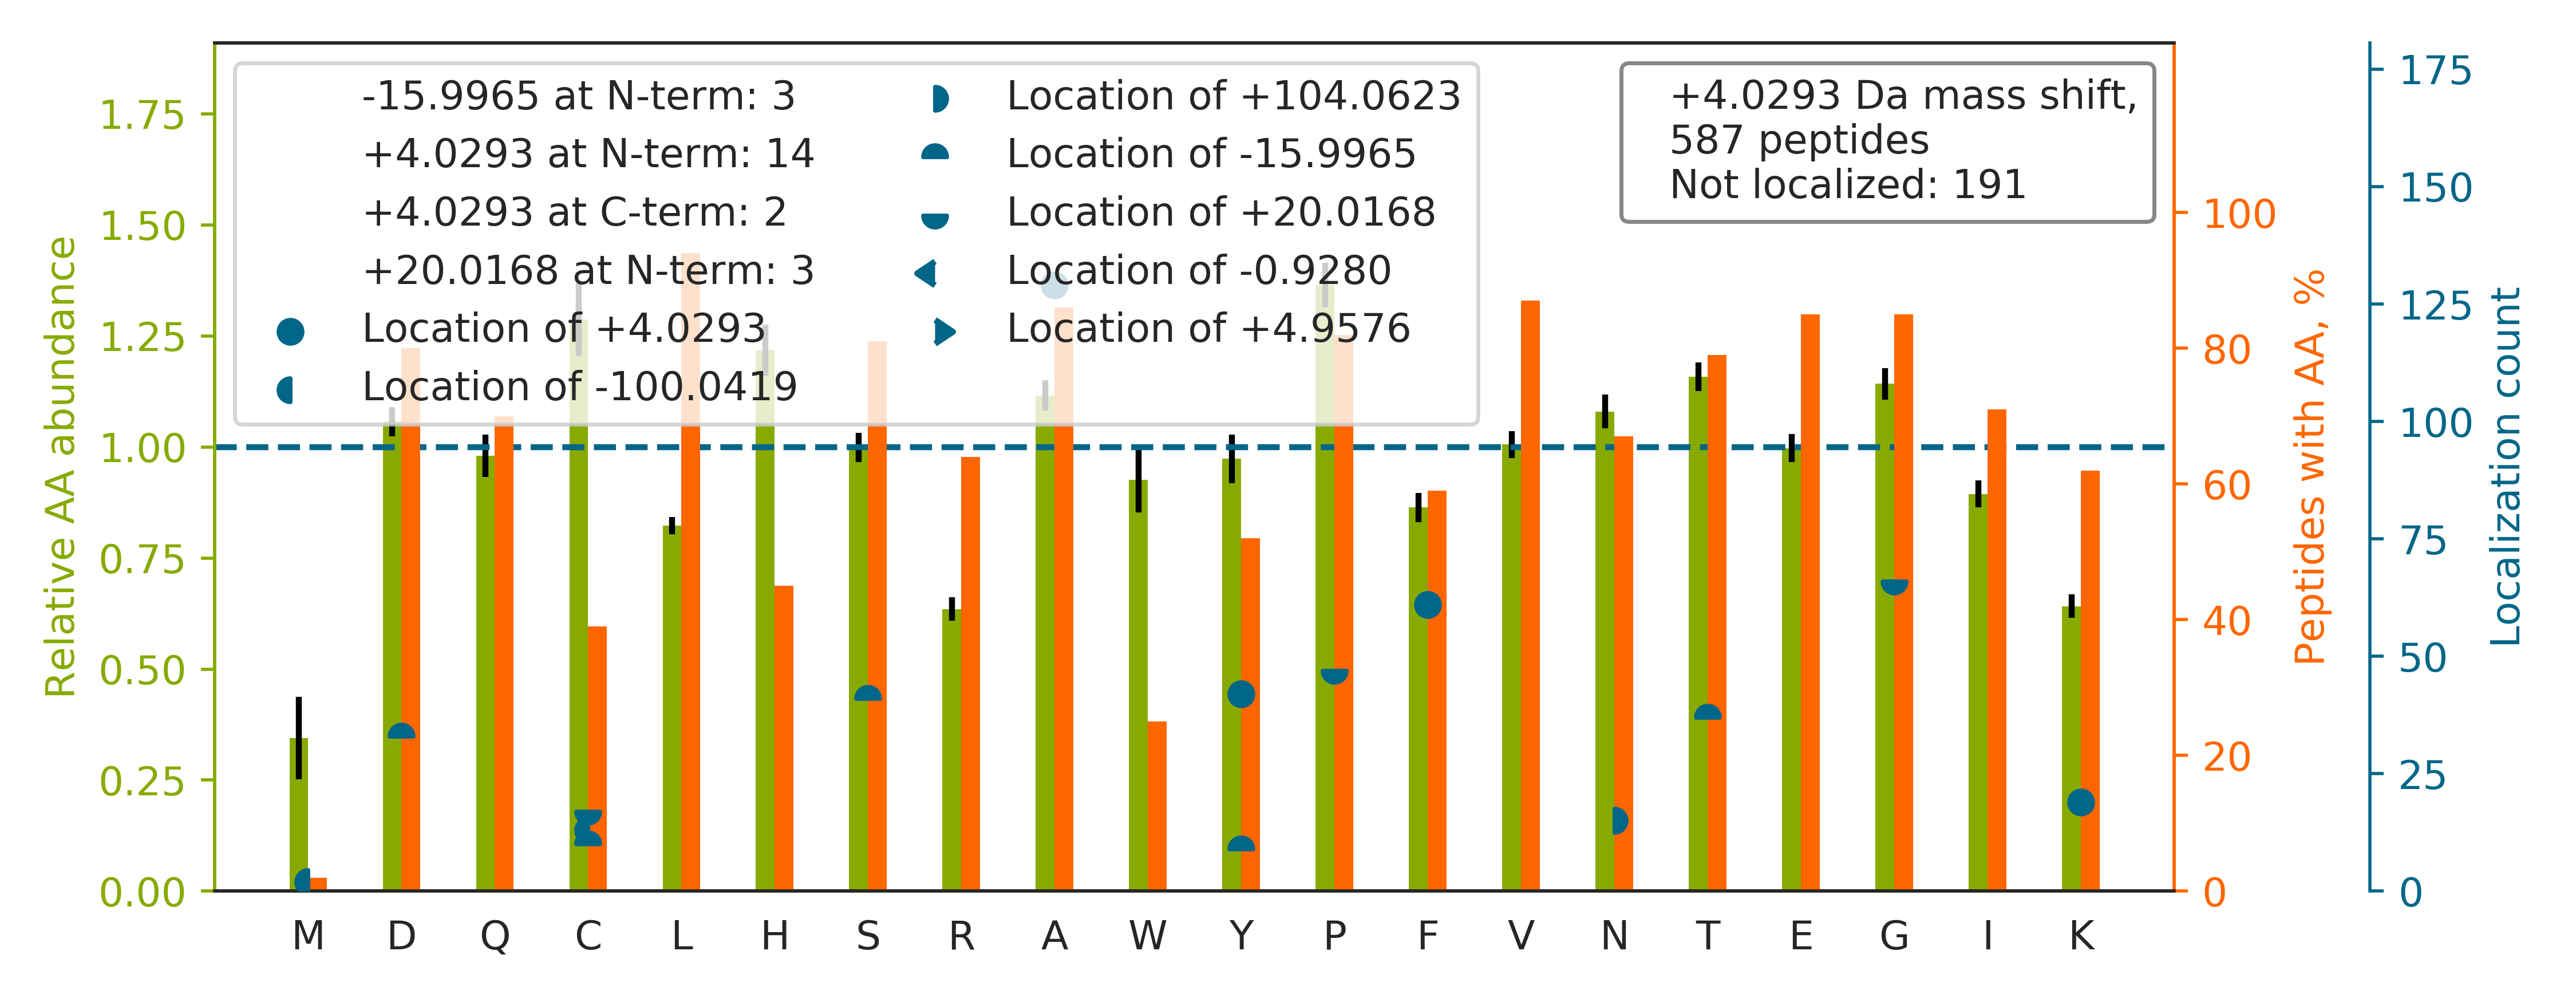 -15.9965 at N-term: 3
+4.0293 at N-term: 14
+4.0293 at C-term: 2
+20.0168 at N-term: 3
Location of +4.0293
Location of -100.0419
Location of +104.0623
Location of -15.9965
Location of +20.0168
Location of -0.9280
Location of +4.9576
+4.0293 Da mass shift,
587 peptides
Not localized: 191
Relative AA abundance
1.75
1.50
1.25
1.00
0.75
0.50
0.25
0.00
M D Q C L H S R A W Y P F V N T E G I K
100
80
60
40
20
0
Peptides with AA, %
175
150
125
100
75
50
25
0
Localization count